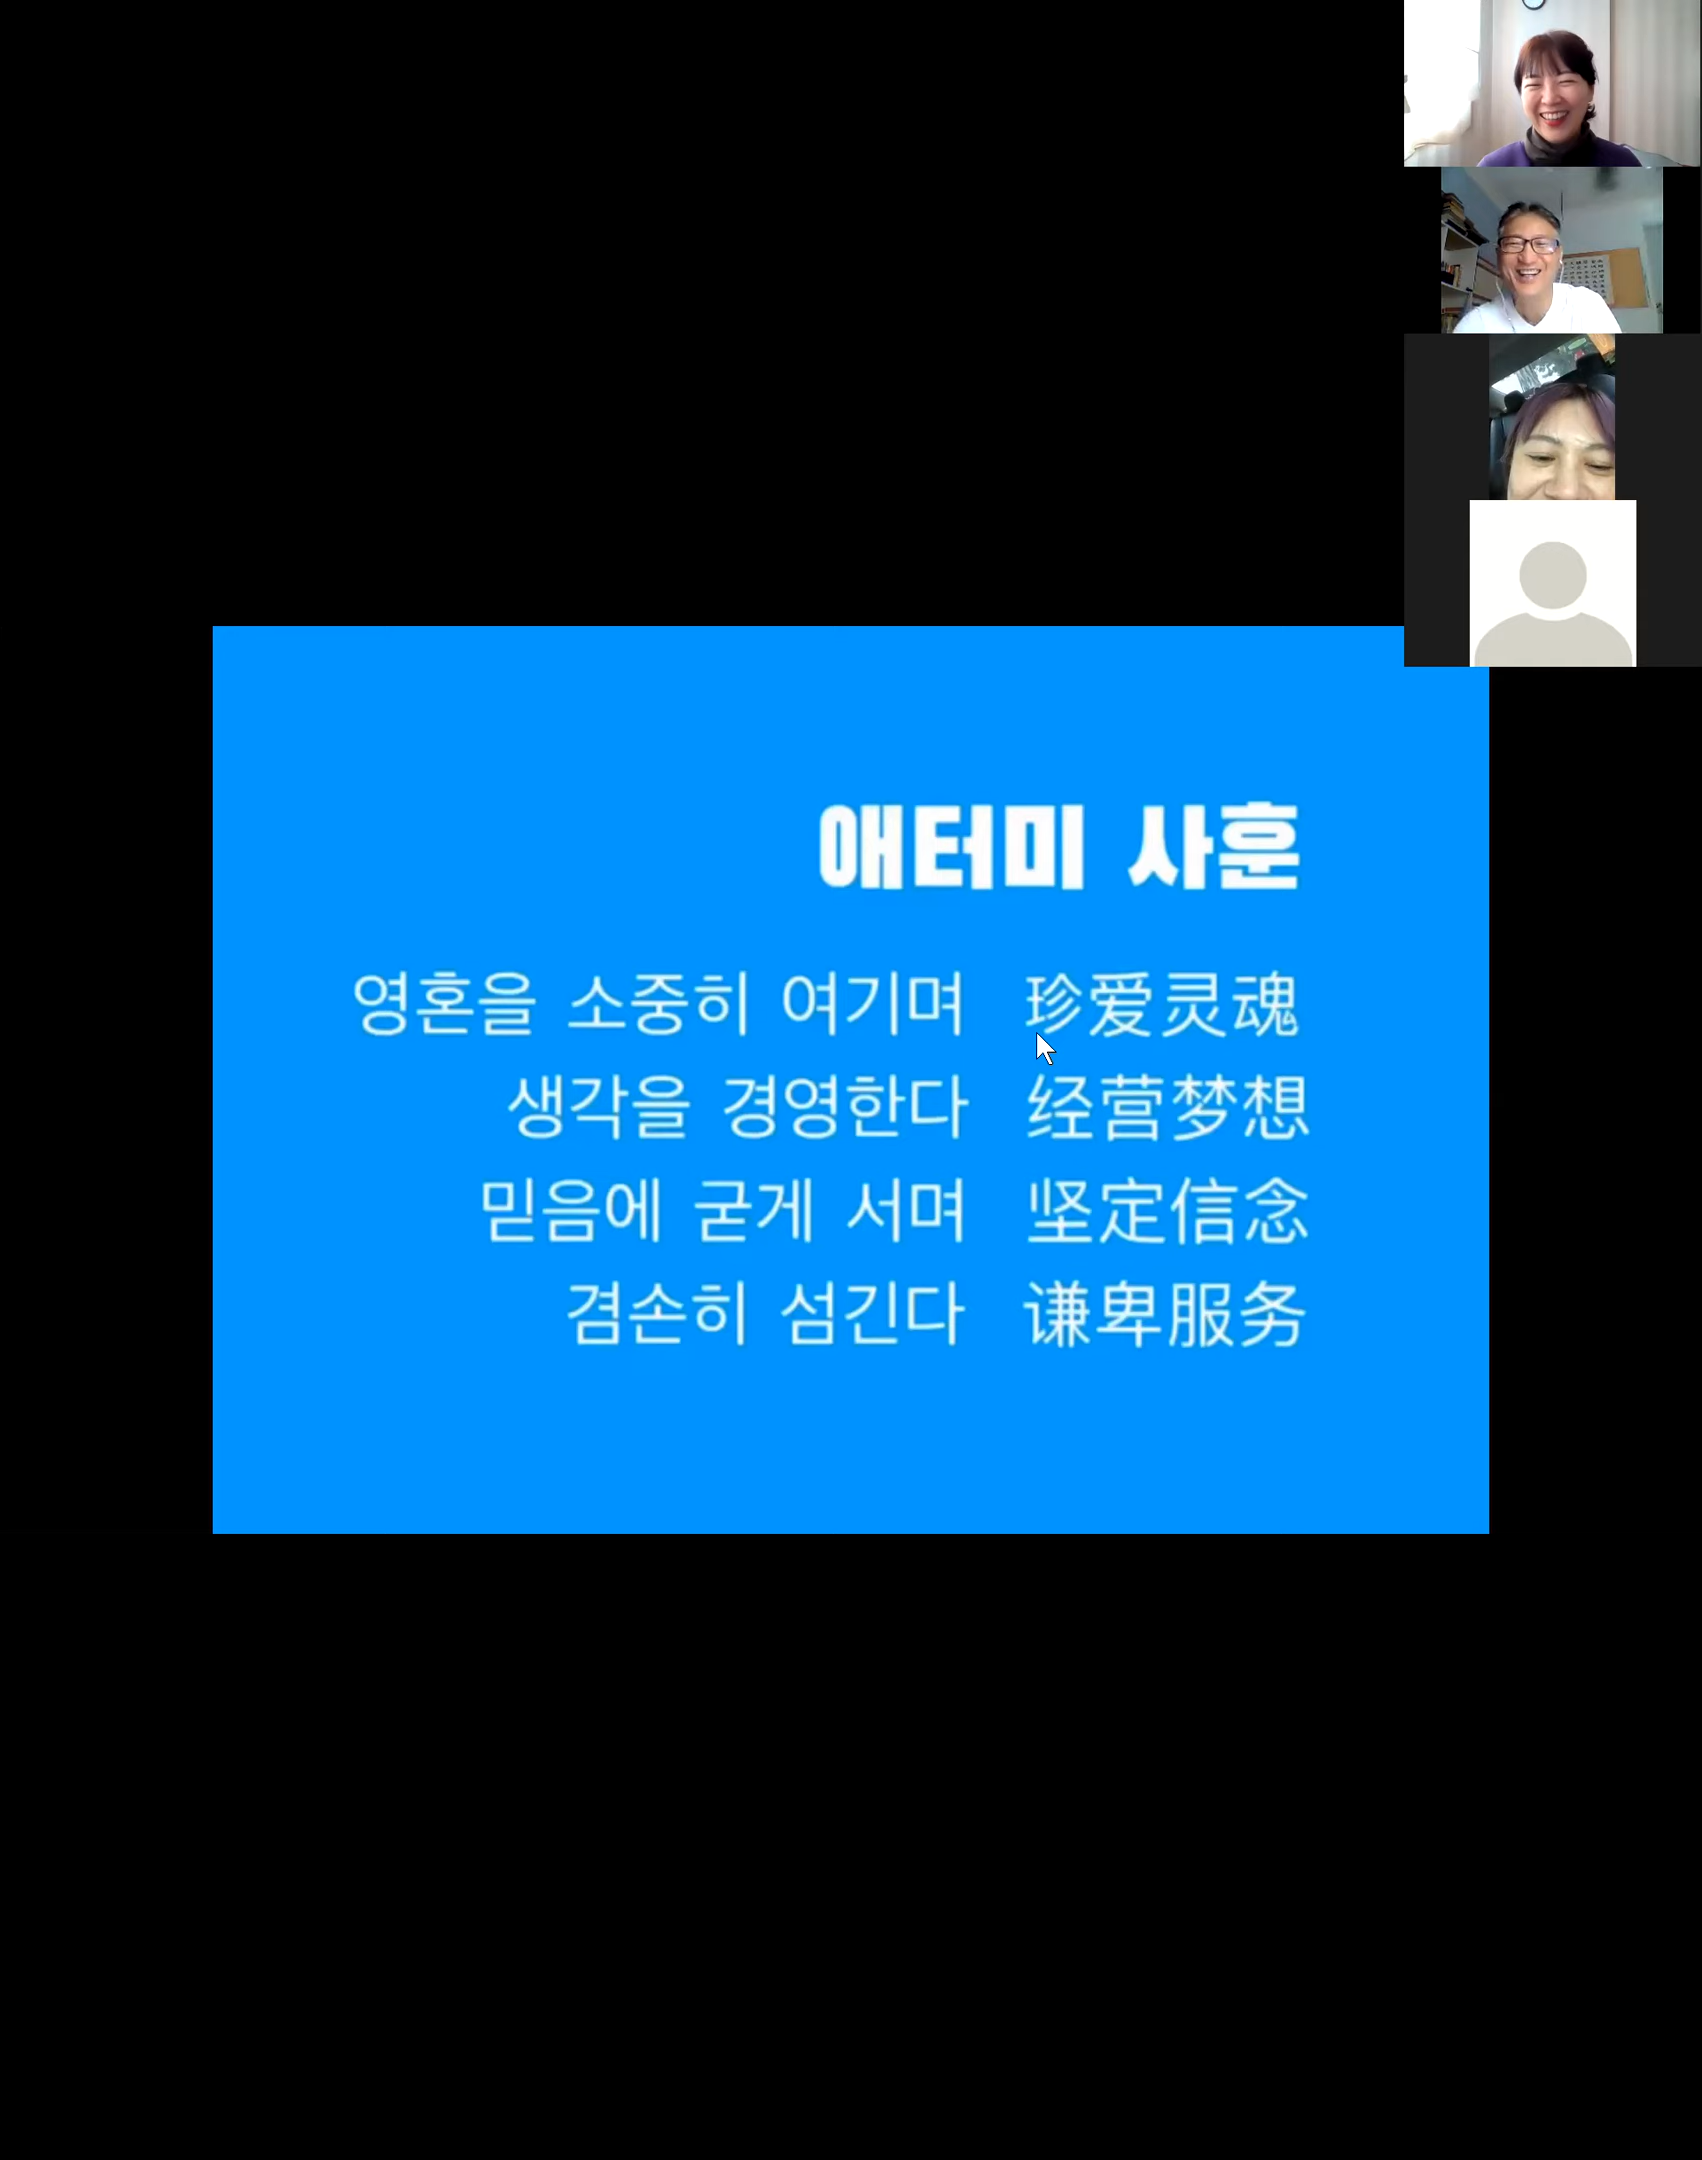 애터미 사훈
영혼을 소중히 여기며 珍爱灵魂
생각을 경영한다 经营梦想
믿음에 굳게 서며 坚定信念
겸손히 섬긴다 谦卑服务